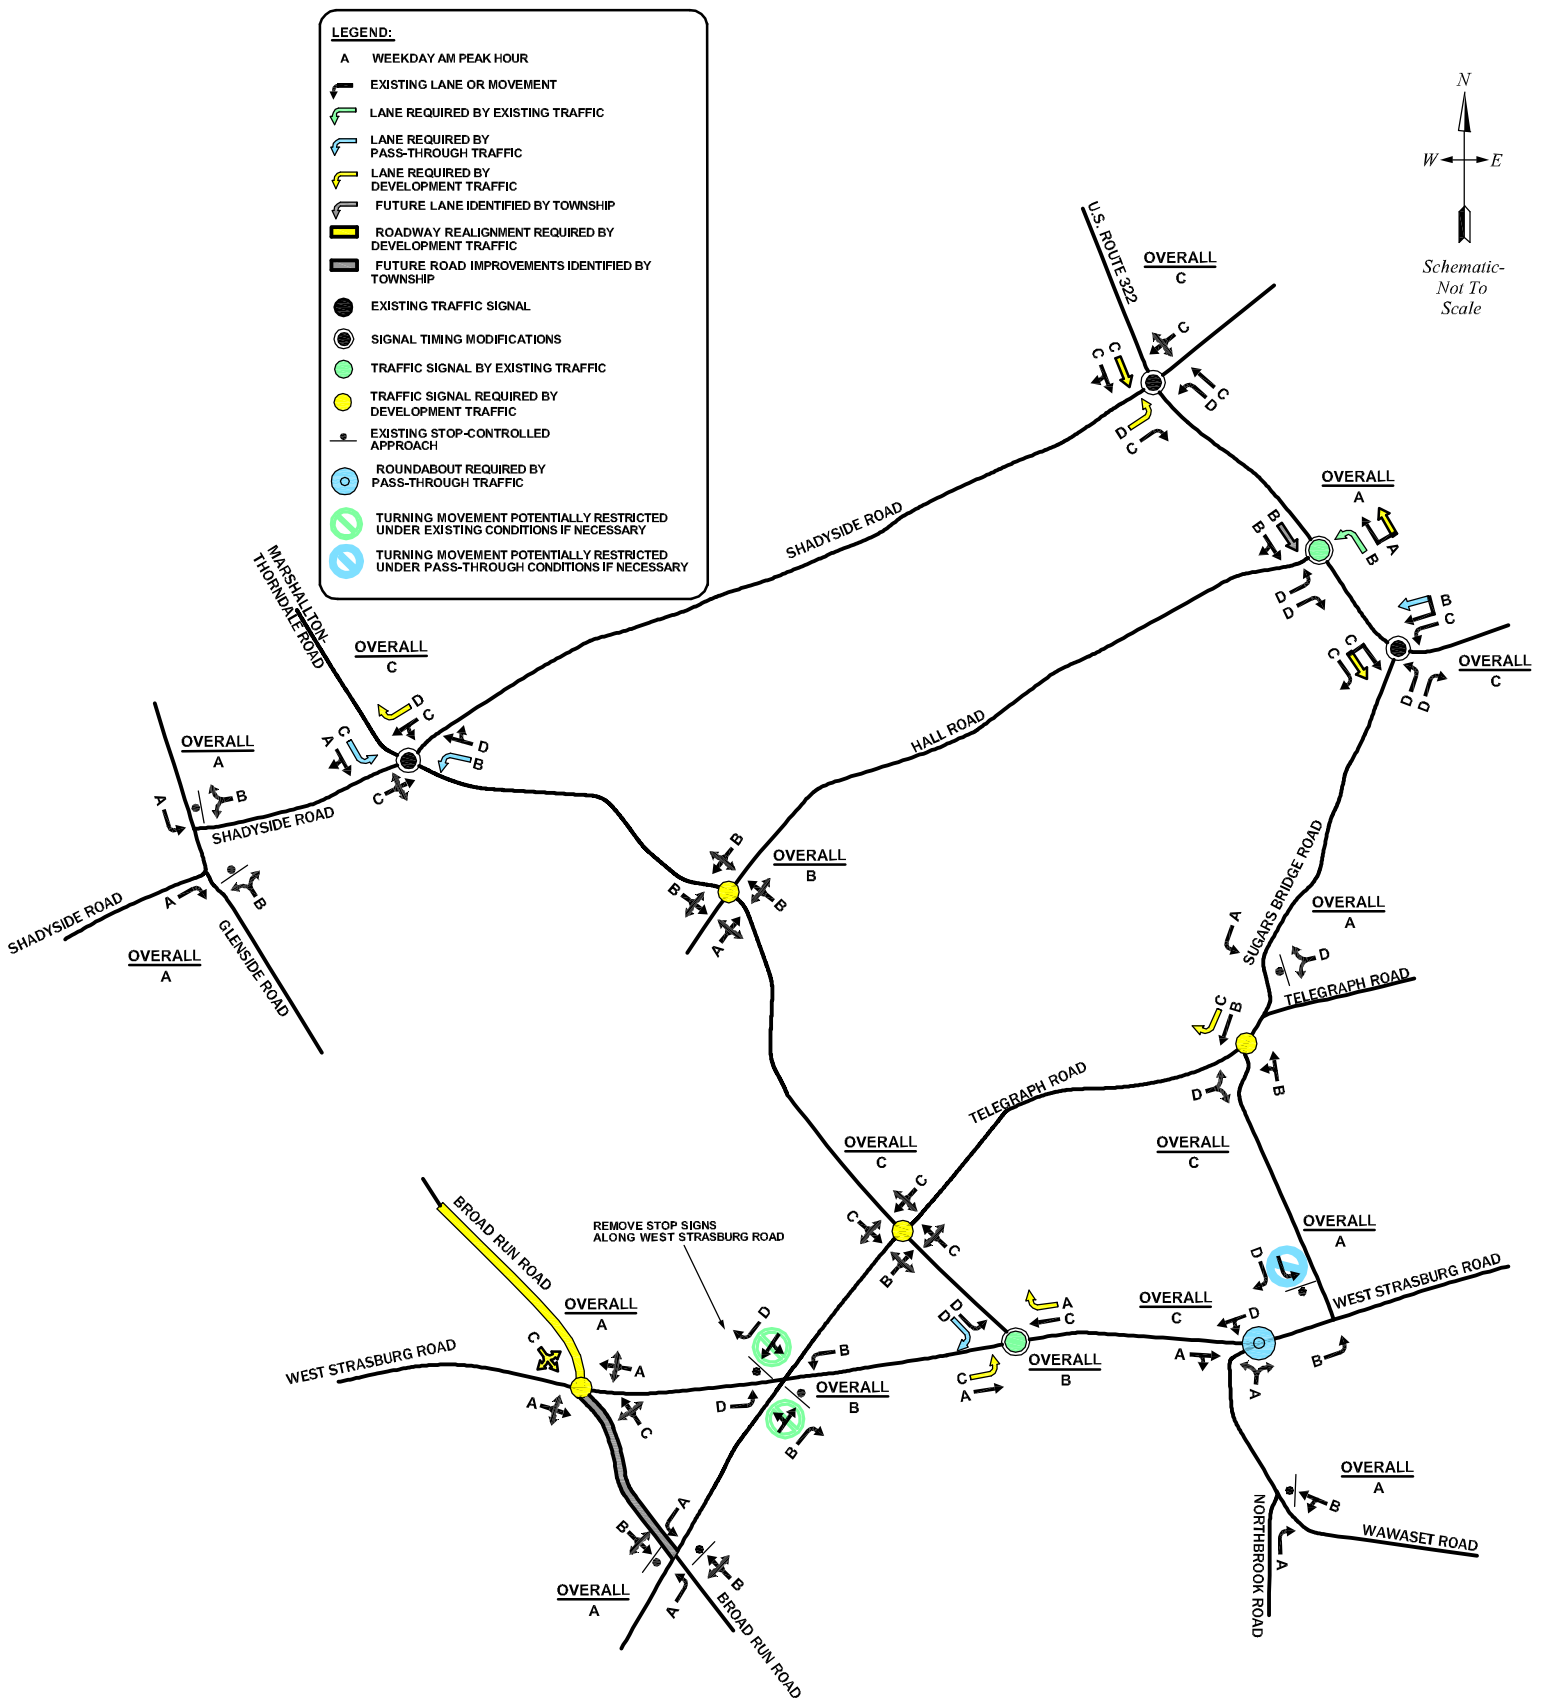 LEGEND:
A WEEKDAY AM PEAK HOUR
EXISTING LANE OR MOVEMENT
LANE REQUIRED BY EXISTING TRAFFIC
LANE REQUIRED BY
PASS-THROUGH TRAFFIC
LANE REQUIRED BY
DEVELOPMENT TRAFFIC
FUTURE LANE IDENTIFIED BY TOWNSHIP
ROADWAY REALIGNMENT REQUIRED BY
DEVELOPMENT TRAFFIC
FUTURE ROAD IMPROVEMENTS IDENTIFIED BY
TOWNSHIP
EXISTING TRAFFIC SIGNAL
SIGNAL TIMING MODIFICATIONS
TRAFFIC SIGNAL BY EXISTING TRAFFIC
TRAFFIC SIGNAL REQUIRED BY
DEVELOPMENT TRAFFIC
EXISTING STOP-CONTROLLED
APPROACH
ROUNDABOUT REQUIRED BY
PASS-THROUGH TRAFFIC
TURNING MOVEMENT POTENTIALLY RESTRICTED
UNDER EXISTING CONDITIONS IF NECESSARY
TURNING MOVEMENT POTENTIALLY RESTRICTED
UNDER PASS-THROUGH CONDITIONS IF NECESSARY
N
W E
Schematic-
Not To
Scale
U.S. ROUTE 322
OVERALL
C
C
C
C
C
D
D
C
SHADYSIDE ROAD
OVERALL
A
B
B
A
B
D
D
B
C
C
C
D
D
OVERALL
C
MARSHALLTON-
THORNDALE ROAD
OVERALL
C
D
C
C
A
D
B
C
HALL ROAD
OVERALL
A
A
B
SHADYSIDE ROAD
A
B
SHADYSIDE ROAD
GLENSIDE ROAD
OVERALL
A
B
OVERALL
B
B
B
A
SUGARS BRIDGE ROAD
OVERALL
A
A
D
TELEGRAPH ROAD
C
B
D
B
TELEGRAPH ROAD
OVERALL
C
OVERALL
C
C
C
C
B
BROAD RUN ROAD
REMOVE STOP SIGNS
ALONG WEST STRASBURG ROAD
OVERALL
A
D
WEST STRASBURG ROAD
B
OVERALL
A
C
A
A
C
WEST STRASBURG ROAD
D
B
D
B
OVERALL
B
D
D
A
C
C
A
OVERALL
B
OVERALL
C
D
A
A
OVERALL
A
B
A
NORTHBROOK ROAD
WAWASET ROAD
A
B
B
A
OVERALL
A
BROAD RUN ROAD